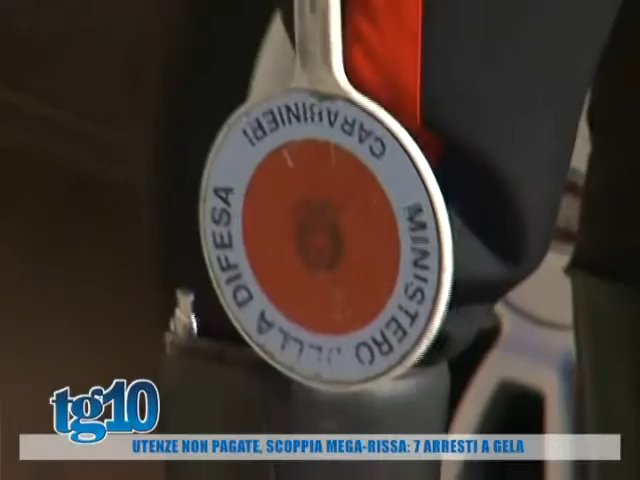 CARABINIERI
MINISTERO DELLA DIFESA
tg10
UTENZE NON PAGATE, SCOPPIA MEGA-RISSA: 7 ARRESTI A GELA